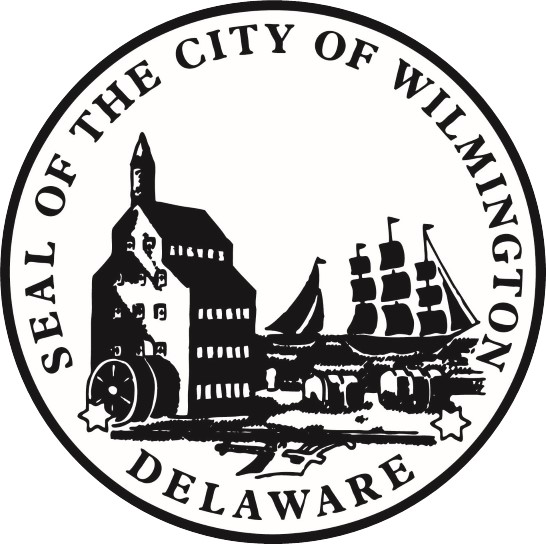 SEAL OF THE CITY OF WILMINGTON
DELAWARE